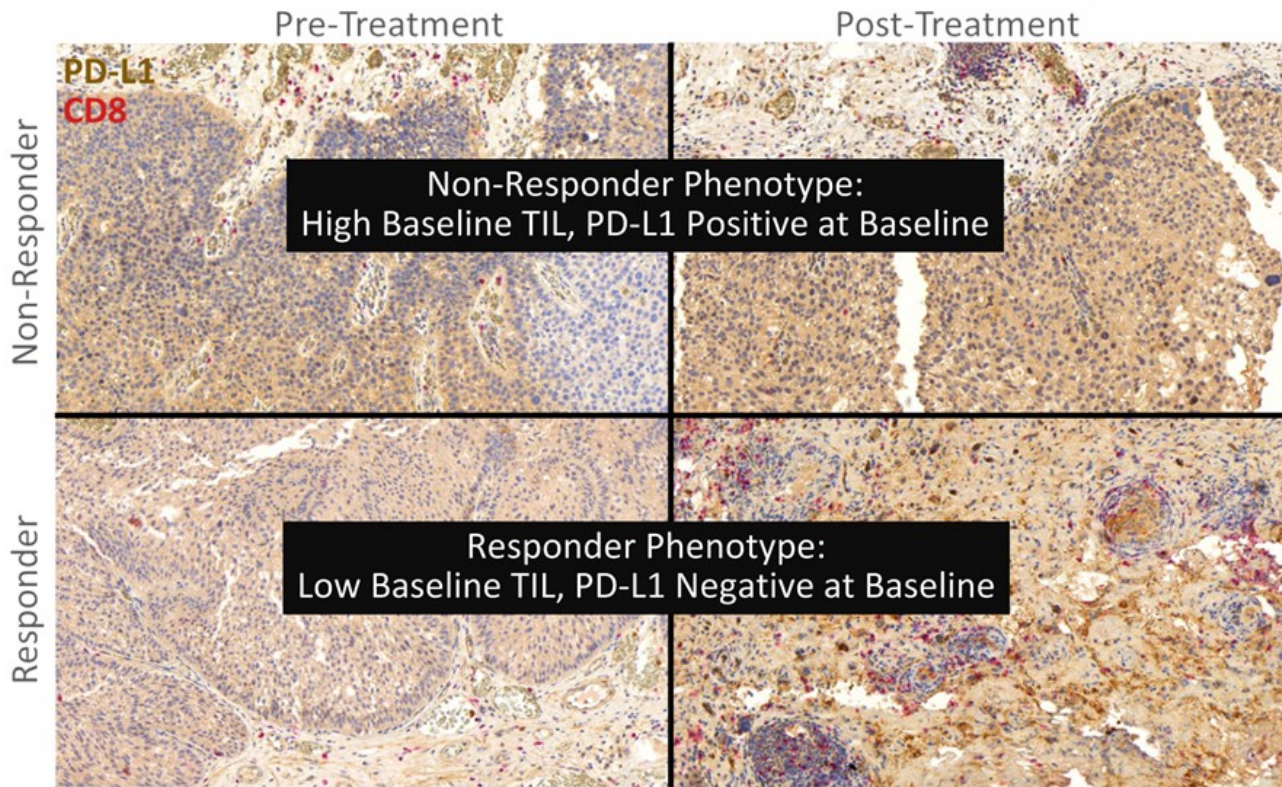 Pre-Treatment
Post-Treatment
PD-L1
CD8
Non-Responder
Non-Responder Phenotype:
High Baseline TIL, PD-L1 Positive at Baseline
Responder
Responder Phenotype:
Low Baseline TIL, PD-L1 Negative at Baseline